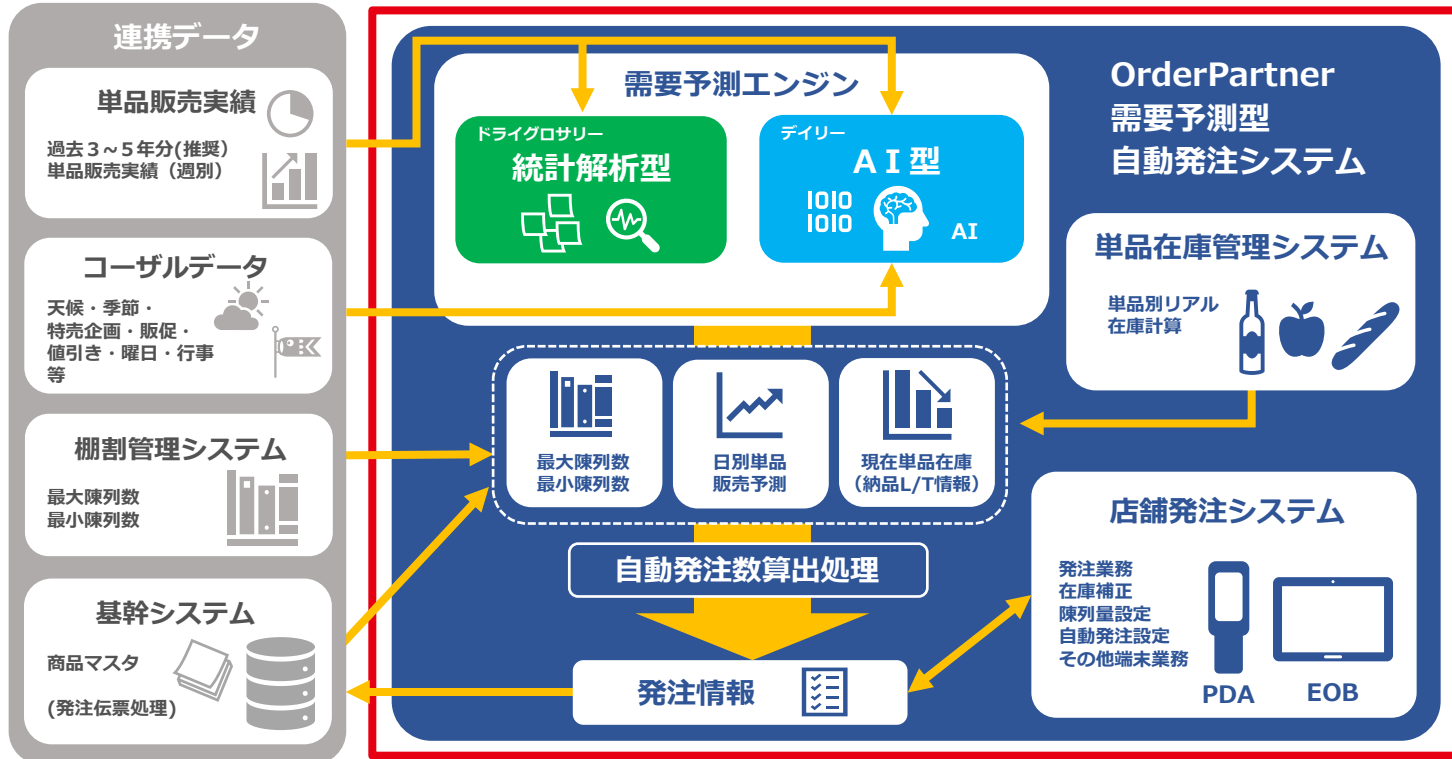 連携データ
単品販売実績
過去3～5年分(推奨)
単品販売実績（週別）
コーザルデータ
天候・季節・
特売企画・販促・
値引き・曜日・行事
等
棚割管理システム
最大陳列数
最小陳列数
基幹システム
商品マスタ
(発注伝票処理)
需要予測エンジン
ドライグロサリー
統計解析型
デイリー
AI型
1010
1010
AI
最大陳列数
最小陳列数
日別単品
販売予測
現在単品在庫
（納品L/T情報）
自動発注数算出処理
発注情報
OrderPartner
需要予測型
自動発注システム
単品在庫管理システム
単品別リアル
在庫計算
店舗発注システム
発注業務
在庫補正
陳列量設定
自動発注設定
その他端末業務
PDA
EOB